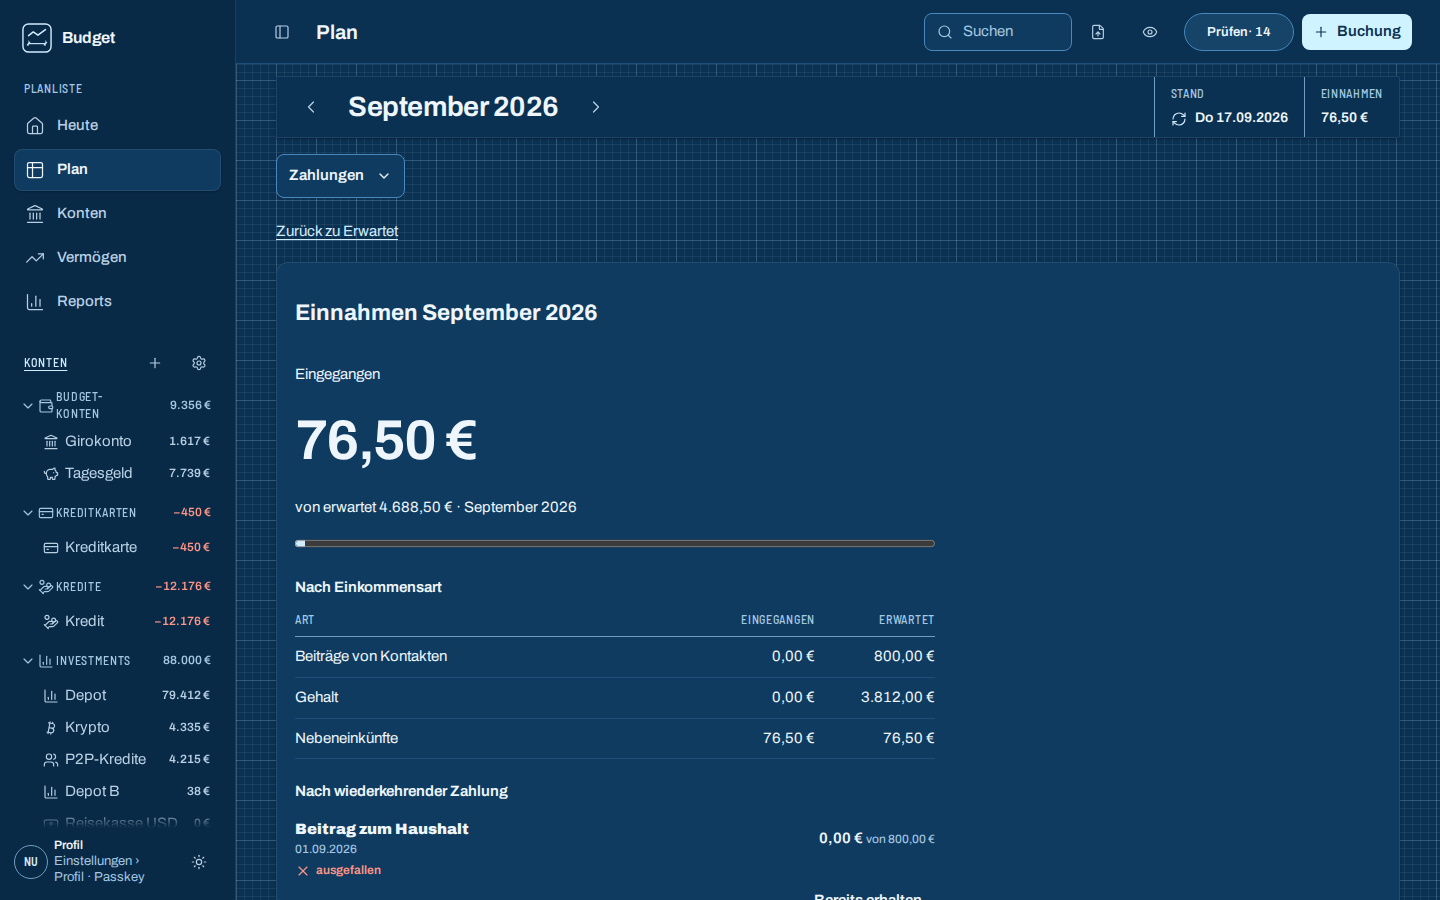 Budget
PLANLISTE
Heute
Plan
Konten
Vermögen
Reports
KONTEN
BUDGET-
KONTEN
9.356 €
Girokonto 1.617 €
Tagesgeld 7.739 €
KREDITKARTEN −450 €
Kreditkarte −450 €
KREDITE −12.176 €
Kredit −12.176 €
INVESTMENTS 88.000 €
Depot 79.412 €
Krypto 4.335 €
P2P-Kredite 4.215 €
Depot B 38 €
Reisekasse USD 0 €
NU
Profil
Einstellungen ›
Profil · Passkey
Plan
Suchen
Prüfen · 14
Buchung
September 2026
STAND
Do 17.09.2026
EINNAHMEN
76,50 €
Zahlungen
Zurück zu Erwartet
Einnahmen September 2026
Eingegangen
76,50 €
von erwartet 4.688,50 € · September 2026
Nach Einkommensart
ART EINGEGANGEN ERWARTET
Beiträge von Kontakten 0,00 € 800,00 €
Gehalt 0,00 € 3.812,00 €
Nebeneinkünfte 76,50 € 76,50 €
Nach wiederkehrender Zahlung
Beitrag zum Haushalt
01.09.2026
ausgefallen
0,00 € von 800,00 €
Bereits erhalten